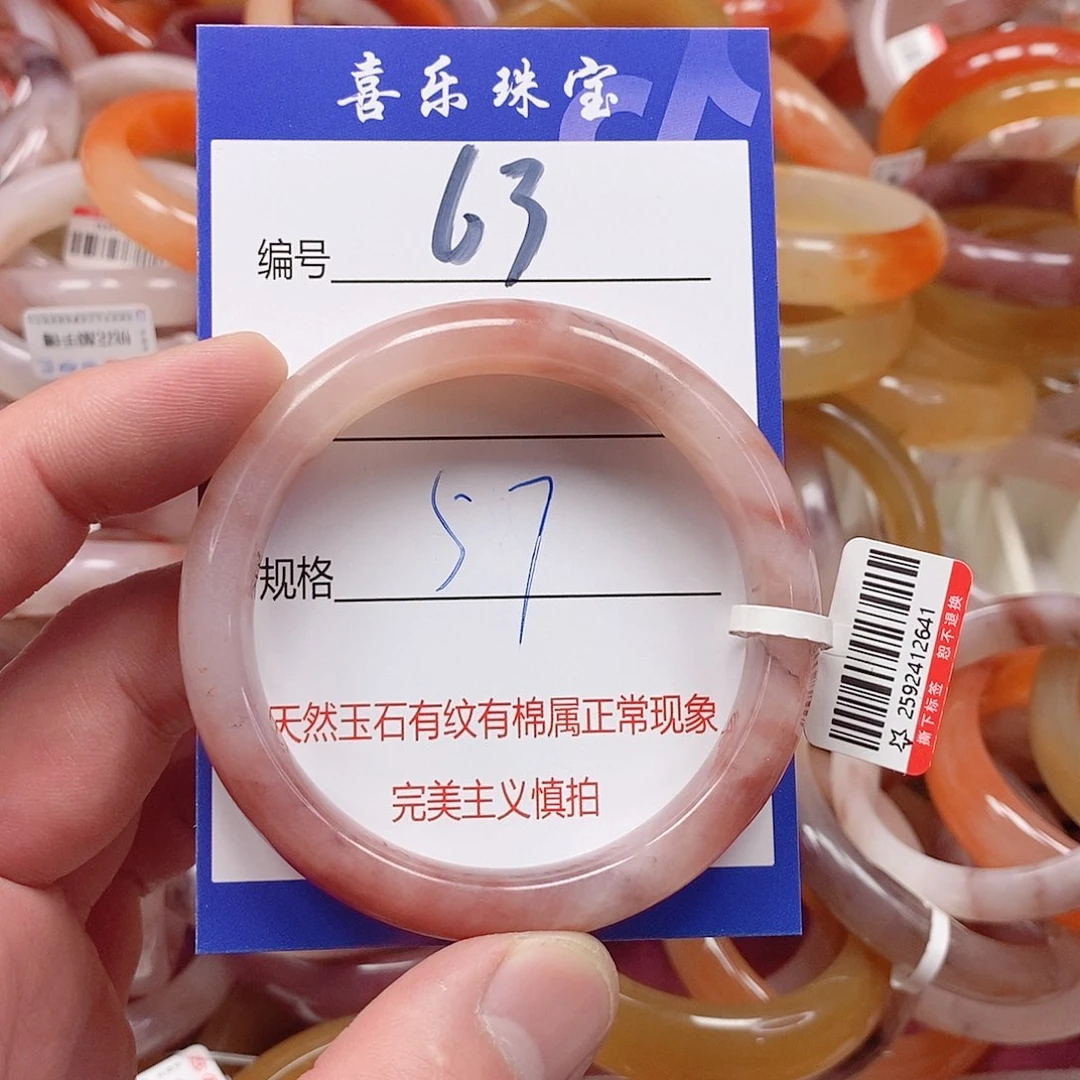 喜乐珠宝
编号 63
规格 57
天然玉石有纹有棉属正常现象
完美主义慎拍
☆ 2592412641
撕下标签 恕不退换